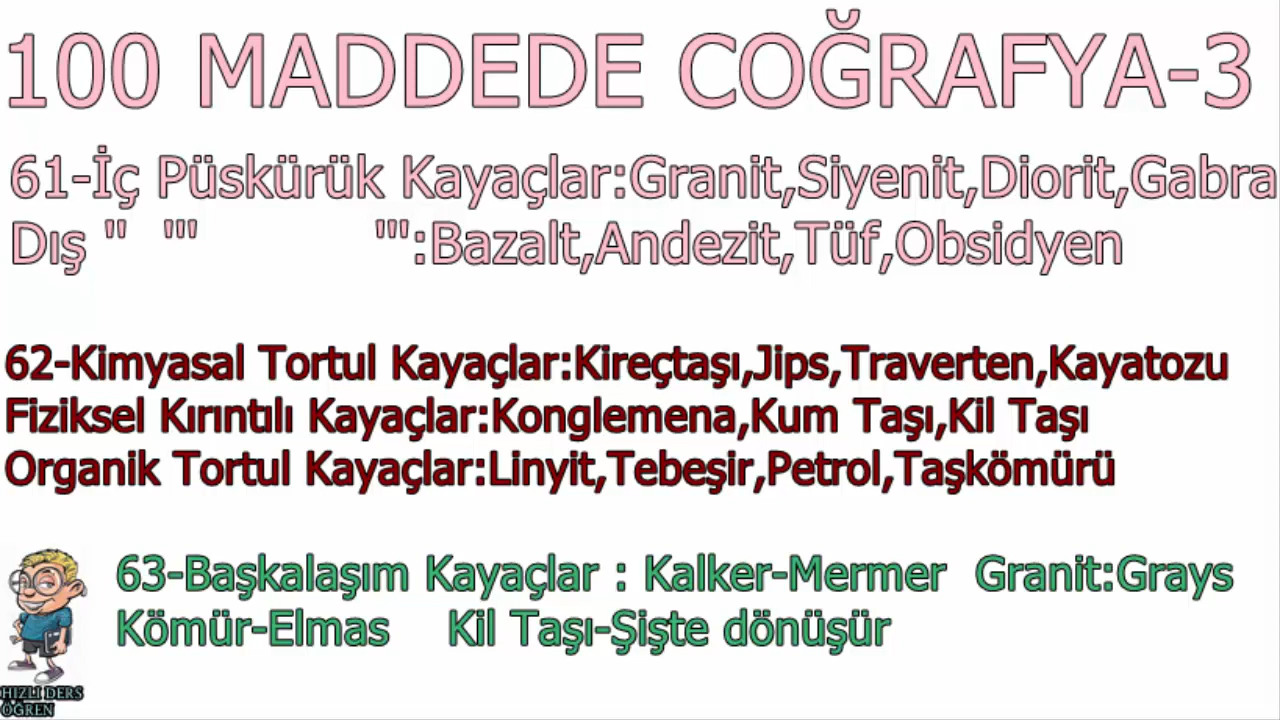 100 MADDEDE COĞRAFYA-3
61-İç Püskürük Kayaçlar:Granit,Siyenit,Diorit,Gabra
Dış " "' "':Bazalt,Andezit,Tüf,Obsidyen
62-Kimyasal Tortul Kayaçlar:Kireçtaşı,Jips,Traverten,Kayatozu
Fiziksel Kırıntılı Kayaçlar:Konglemena,Kum Taşı,Kil Taşı
Organik Tortul Kayaçlar:Linyit,Tebeşir,Petrol,Taşkömürü
63-Başkalaşım Kayaçlar : Kalker-Mermer Granit:Grays
Kömür-Elmas Kil Taşı-Şişte dönüşür
HIZLI DERS
ÖĞREN